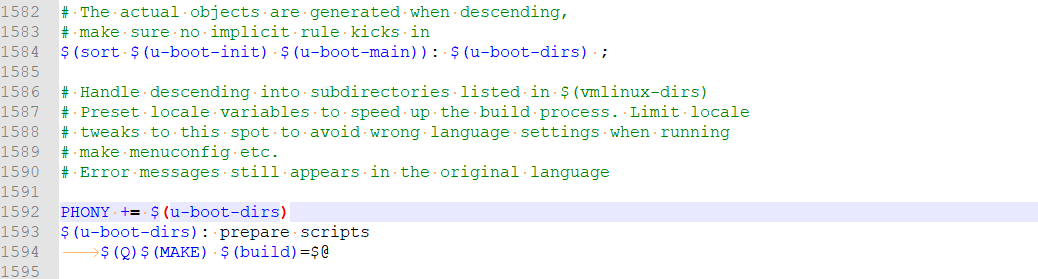 1582 # The actual objects are generated when descending,
1583 # make sure no implicit rule kicks in
1584 $(sort $(u-boot-init) $(u-boot-main)): $(u-boot-dirs) ;
1585
1586 # Handle descending into subdirectories listed in $(vmlinux-dirs)
1587 # Preset locale variables to speed up the build process. Limit locale
1588 # tweaks to this spot to avoid wrong language settings when running
1589 # make menuconfig etc.
1590 # Error messages still appears in the original language
1591
1592 PHONY += $(u-boot-dirs)
1593 $(u-boot-dirs): prepare scripts
1594 	$(Q)$(MAKE) $(build)=$@
1595